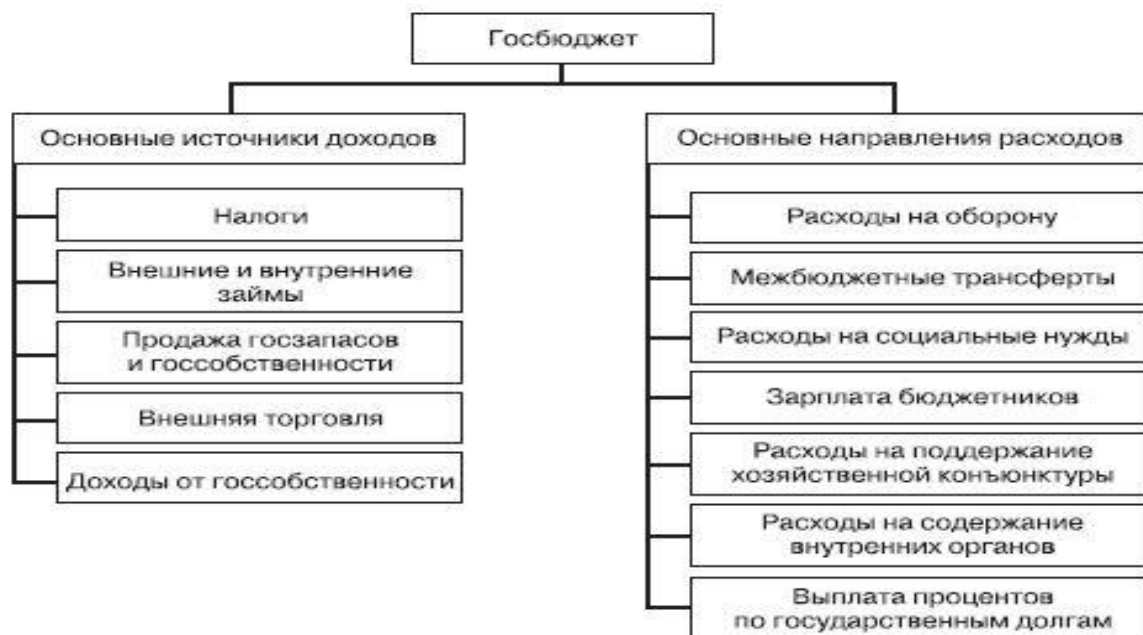 Госбюджет
Основные источники доходов
Налоги
Внешние и внутренние
займы
Продажа госзапасов
и госсобственности
Внешняя торговля
Доходы от госсобственности
Основные направления расходов
Расходы на оборону
Межбюджетные трансферты
Расходы на социальные нужды
Зарплата бюджетников
Расходы на поддержание
хозяйственной конъюнктуры
Расходы на содержание
внутренних органов
Выплата процентов
по государственным долгам